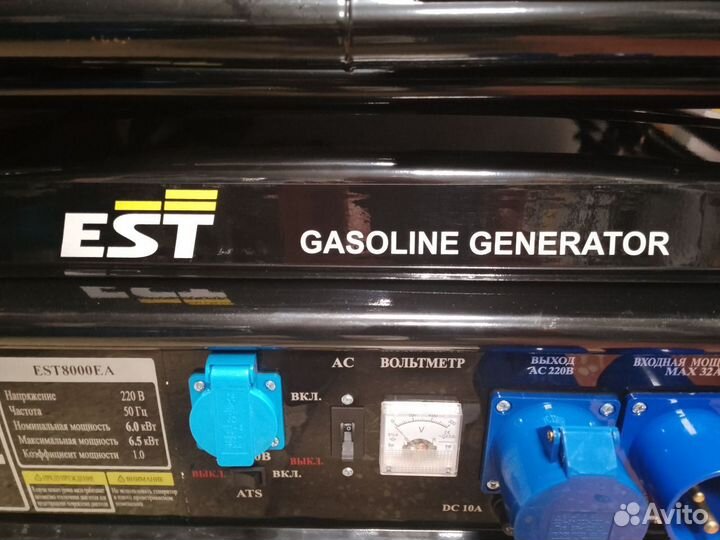 EST
GASOLINE GENERATOR
EST8000EA
Напряжение 220 В
Частота 50 Гц
Номинальная мощность 6.0 кВт
Максимальная мощность 6.5 кВт
Коэффициент мощности 1.0
ПРЕДУПРЕЖДЕНИЕ
ВНИМАНИЕ
ВКЛ.
AC
ВЫКЛ.
ВЫКЛ.
ВКЛ.
ATS
ВОЛЬТМЕТР
V
DC 10A
ВЫХОД
AC 220В
ВХОДНАЯ МОЩ
MAX 32A
Avito